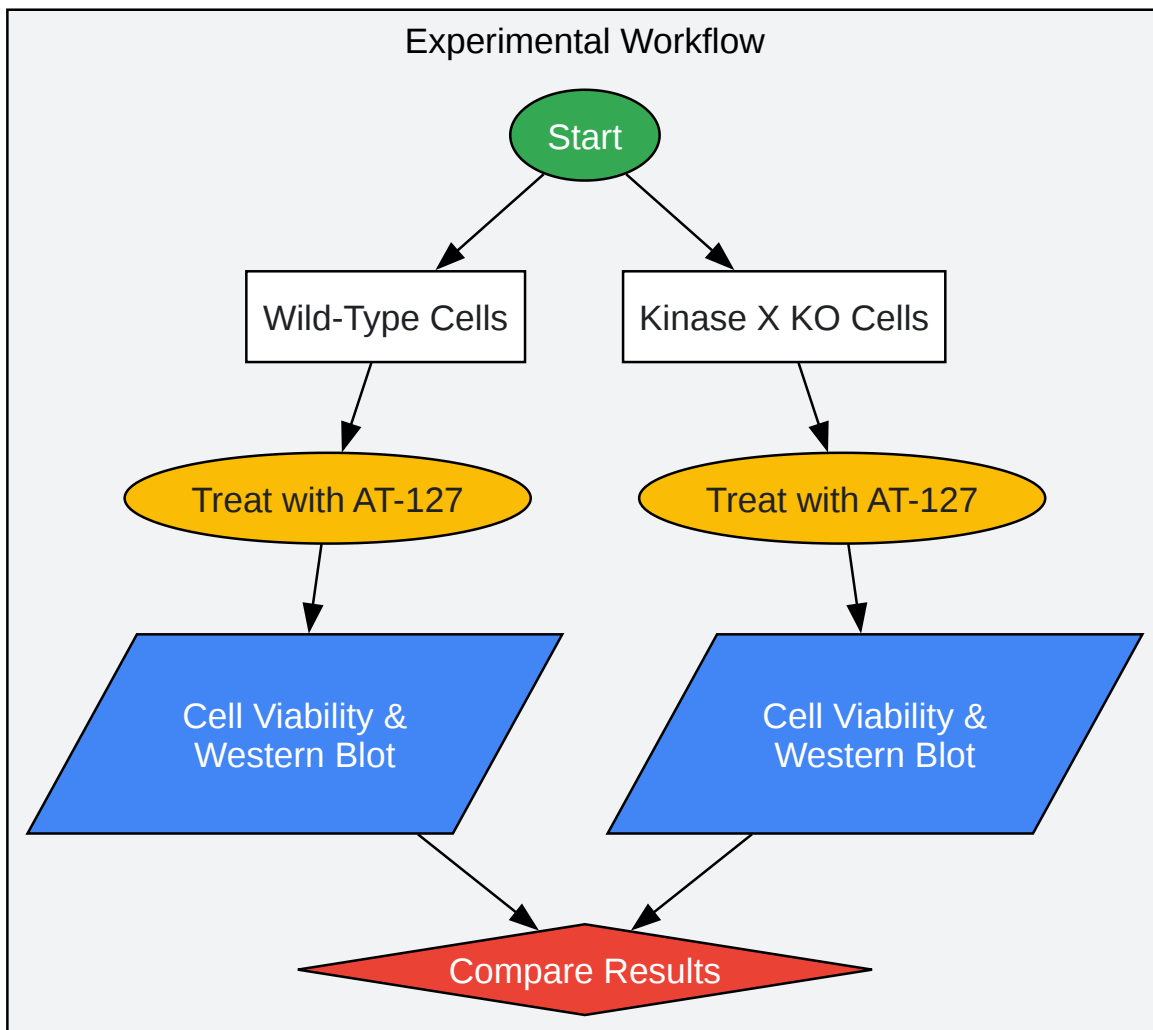 Experimental Workflow
Start
Wild-Type Cells
Kinase X KO Cells
Treat with AT-127
Treat with AT-127
Cell Viability &
Western Blot
Cell Viability &
Western Blot
Compare Results